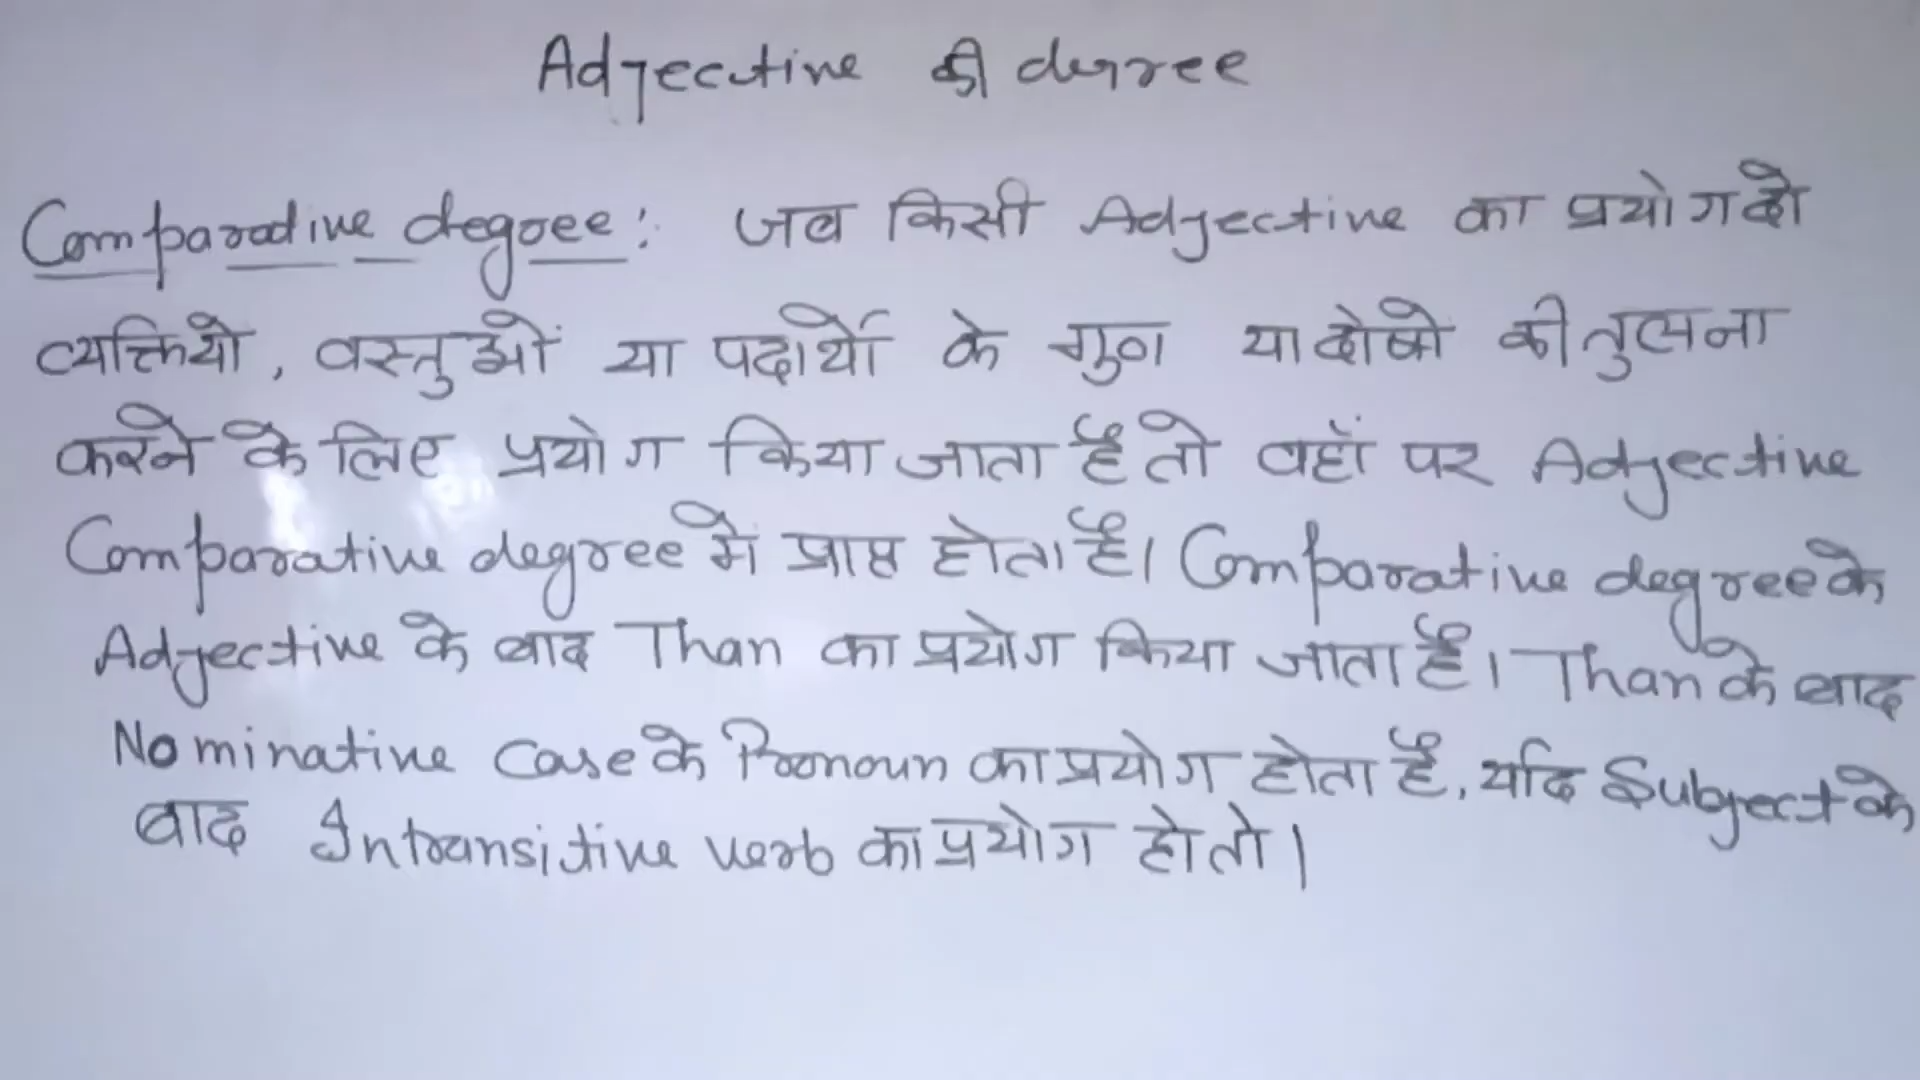 Adjective की degree
Comparative degree: जब किसी Adjective का प्रयोग दो
व्यक्तियो, वस्तुओं या पदार्थो के गुण या दोषो की तुलना
करने के लिए प्रयोग किया जाता है तो वहाँ पर Adjective
Comparative degree मे प्राप्त होता है। Comparative degree के
Adjective के बाद Than का प्रयोग किया जाता है। Than के बाद
Nominative Case के Pronoun का प्रयोग होता है, यदि Subject के
बाद Intransitive verb का प्रयोग हो तो।